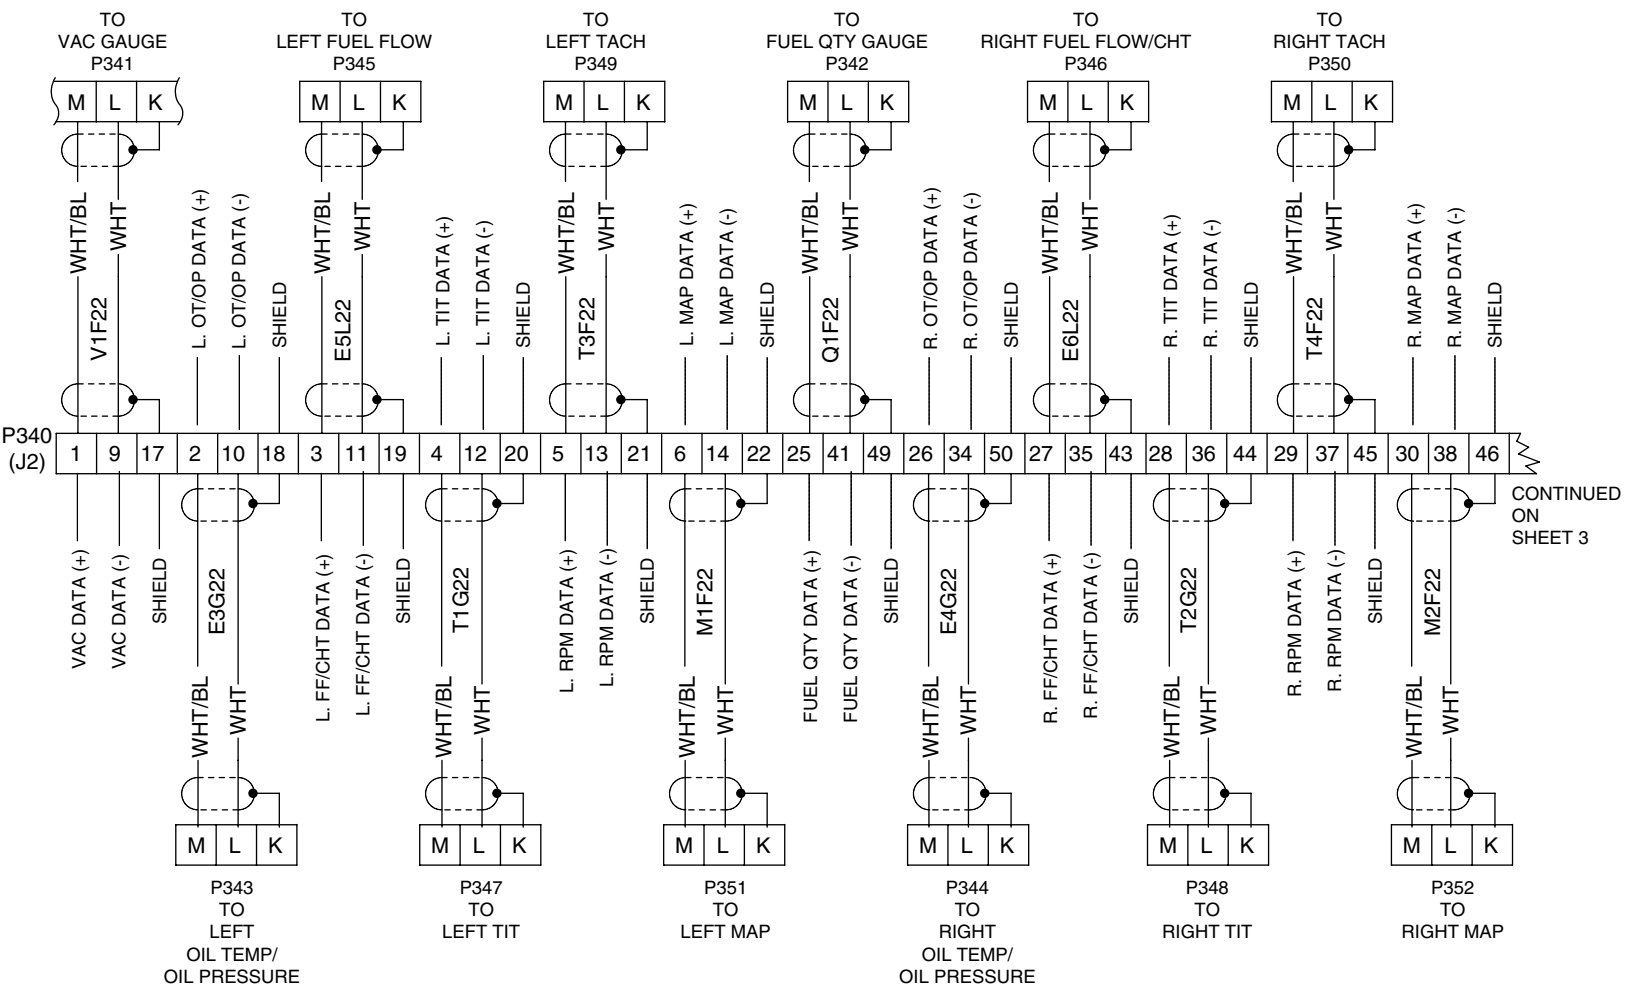 TO
VAC GAUGE
P341
M L K
TO
LEFT FUEL FLOW
P345
M L K
TO
LEFT TACH
P349
M L K
TO
FUEL QTY GAUGE
P342
M L K
TO
RIGHT FUEL FLOW/CHT
P346
M L K
TO
RIGHT TACH
P350
M L K
WHT/BL
WHT
V1F22
L. OT/OP DATA (+)
L. OT/OP DATA (-)
SHIELD
WHT/BL
WHT
E5L22
L. TIT DATA (+)
L. TIT DATA (-)
SHIELD
WHT/BL
WHT
T3F22
L. MAP DATA (+)
L. MAP DATA (-)
SHIELD
WHT/BL
WHT
Q1F22
R. OT/OP DATA (+)
R. OT/OP DATA (-)
SHIELD
WHT/BL
WHT
E6L22
R. TIT DATA (+)
R. TIT DATA (-)
SHIELD
WHT/BL
WHT
T4F22
R. MAP DATA (+)
R. MAP DATA (-)
SHIELD
P340
(J2)
1 9 17 2 10 18 3 11 19 4 12 20 5 13 21 6 14 22 25 41 49 26 34 50 27 35 43 28 36 44 29 37 45 30 38 46
CONTINUED
ON
SHEET 3
VAC DATA (+)
VAC DATA (-)
SHIELD
E3G22
WHT/BL
WHT
L. FF/CHT DATA (+)
L. FF/CHT DATA (-)
SHIELD
T1G22
WHT/BL
WHT
L. RPM DATA (+)
L. RPM DATA (-)
SHIELD
M1F22
WHT/BL
WHT
FUEL QTY DATA (+)
FUEL QTY DATA (-)
SHIELD
E4G22
WHT/BL
WHT
R. FF/CHT DATA (+)
R. FF/CHT DATA (-)
SHIELD
T2G22
WHT/BL
WHT
R. RPM DATA (+)
R. RPM DATA (-)
SHIELD
M2F22
WHT/BL
WHT
M L K
P343
TO
LEFT
OIL TEMP/
OIL PRESSURE
M L K
P347
TO
LEFT TIT
M L K
P351
TO
LEFT MAP
M L K
P344
TO
RIGHT
OIL TEMP/
OIL PRESSURE
M L K
P348
TO
RIGHT TIT
M L K
P352
TO
RIGHT MAP